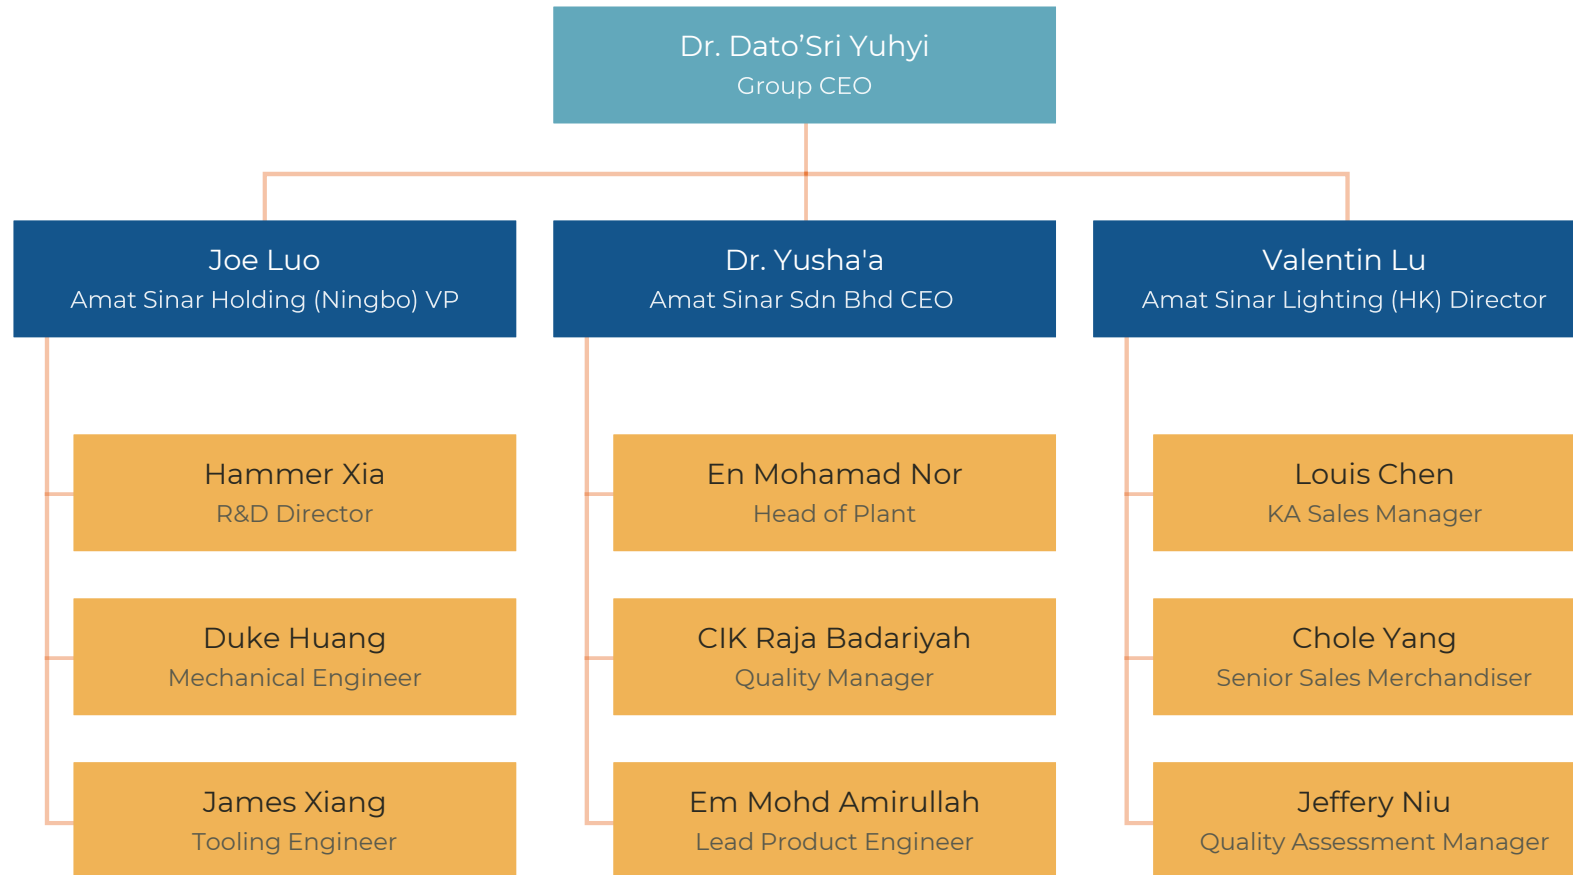 Dr. Dato’Sri Yuhyi
Group CEO
Joe Luo
Amat Sinar Holding (Ningbo) VP
Dr. Yusha'a
Amat Sinar Sdn Bhd CEO
Valentin Lu
Amat Sinar Lighting (HK) Director
Hammer Xia
R&D Director
Duke Huang
Mechanical Engineer
James Xiang
Tooling Engineer
En Mohamad Nor
Head of Plant
CIK Raja Badariyah
Quality Manager
Em Mohd Amirullah
Lead Product Engineer
Louis Chen
KA Sales Manager
Chole Yang
Senior Sales Merchandiser
Jeffery Niu
Quality Assessment Manager